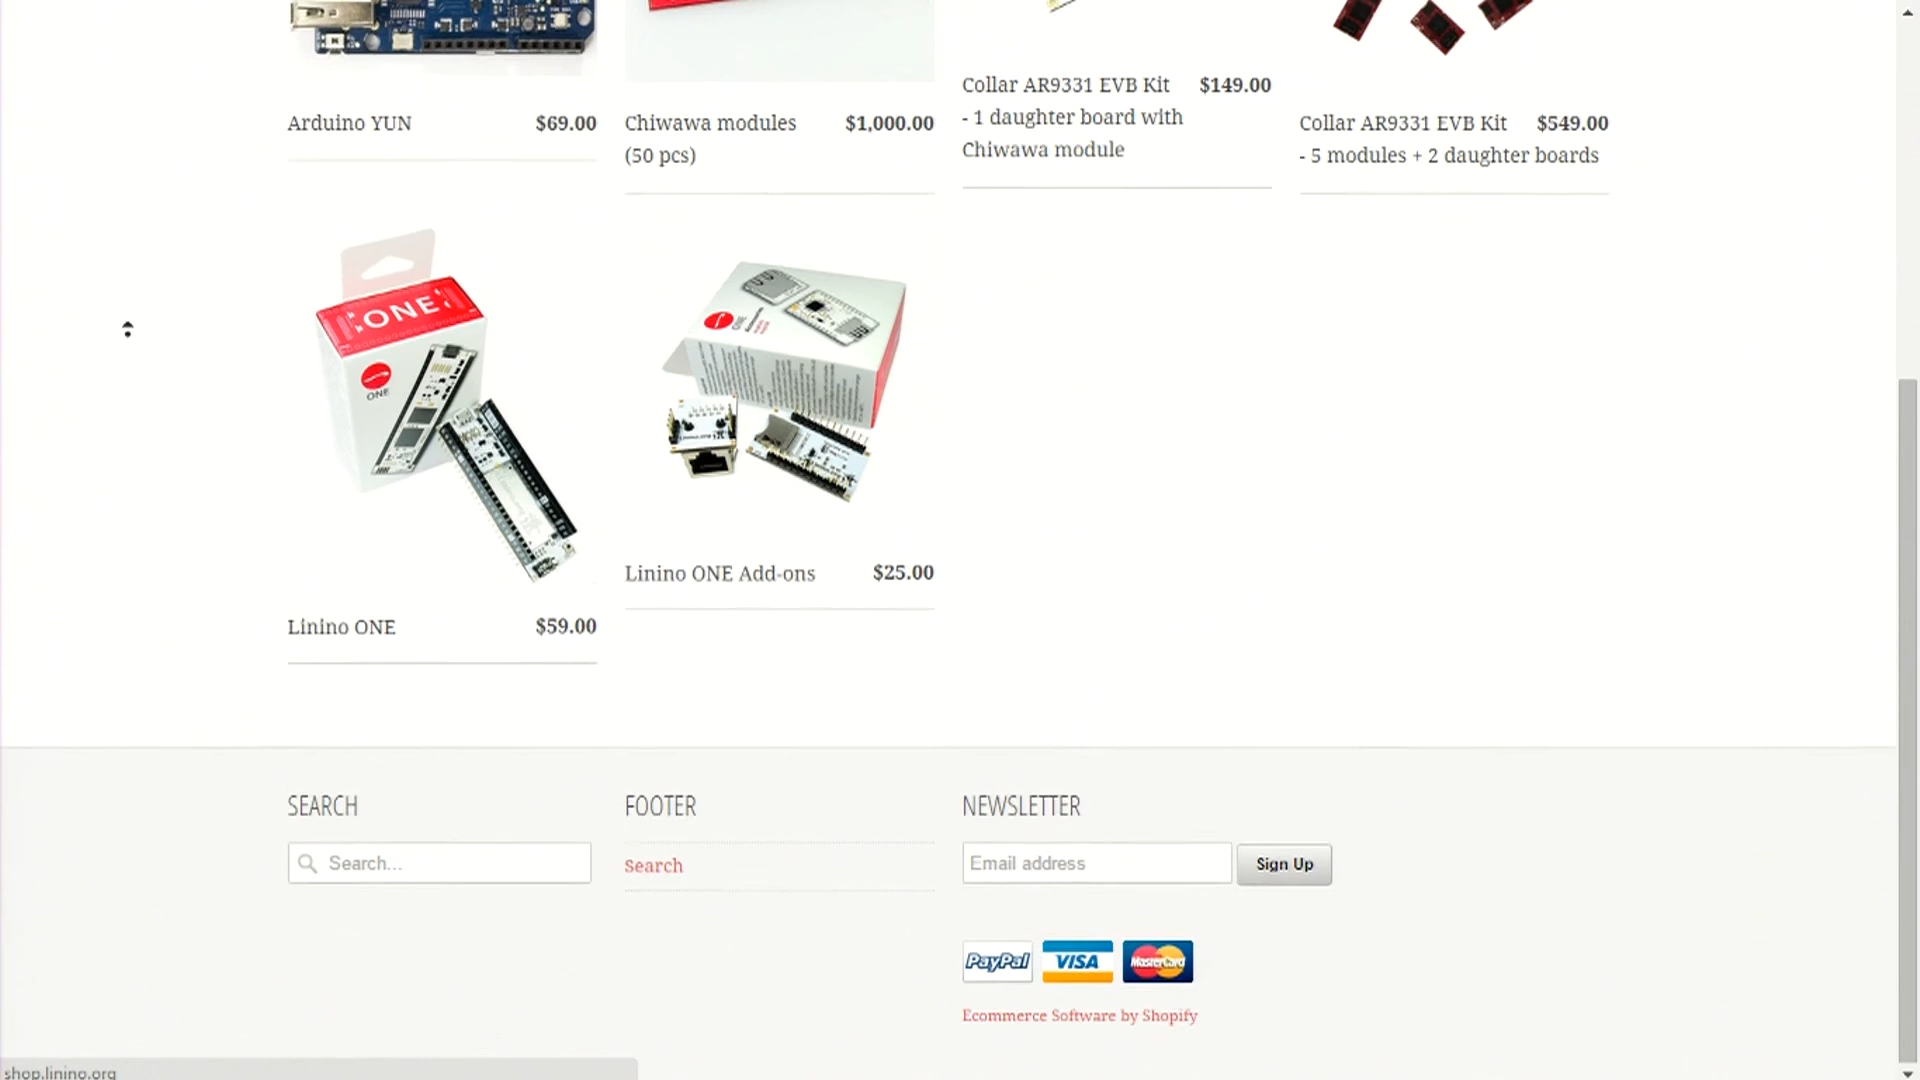 Arduino YUN $69.00
Chiwawa modules $1,000.00
(50 pcs)
Collar AR9331 EVB Kit $149.00
- 1 daughter board with
Chiwawa module
Collar AR9331 EVB Kit $549.00
- 5 modules + 2 daughter boards
ONE
ONE
ONE
Linino ONE $59.00
Linino ONE Add-ons $25.00
SEARCH
Search...
FOOTER
Search
NEWSLETTER
Email address
Sign Up
PayPal
VISA
MasterCard
Ecommerce Software by Shopify
shop.linino.org